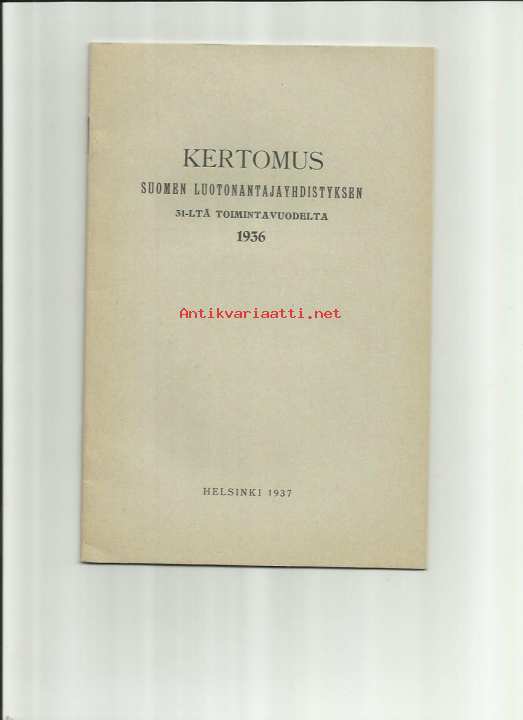 KERTOMUS
SUOMEN LUOTONANTAJAYHDISTYKSEN
31-LTÄ TOIMINTAVUODELTA
1936
Antikvariaatti.net
HELSINKI 1937